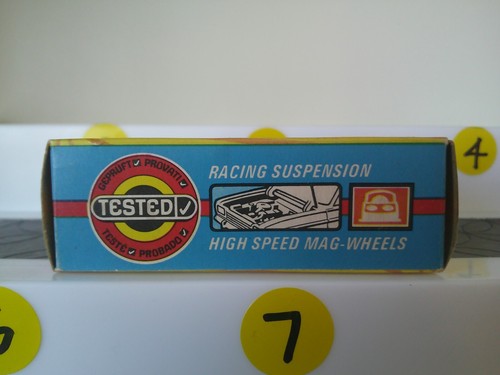 4
GEPRÜFT PROVATI
TESTED
TESTÉ PROBADO
RACING SUSPENSION
HIGH SPEED MAG-WHEELS
7